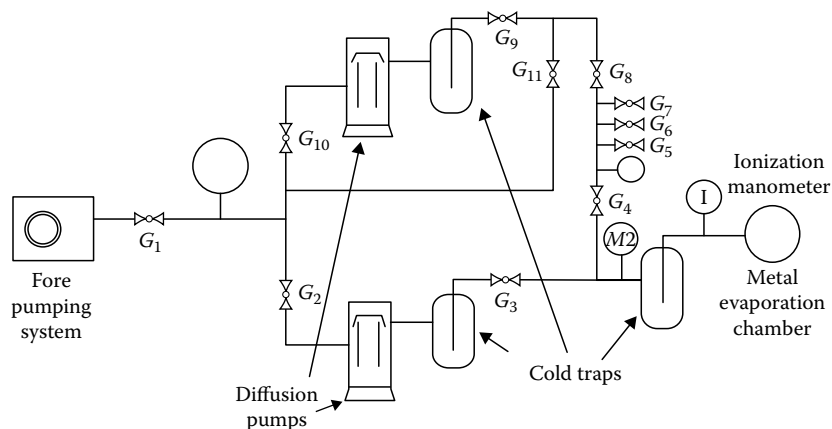 G9
G11
G8
G7
G6
G5
G10
G4
Ionization
manometer
I
G1
M2
G2
G3
Fore
pumping
system
Metal
evaporation
chamber
Cold traps
Diffusion
pumps